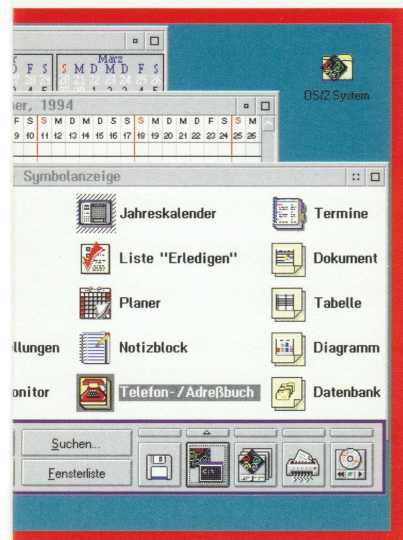 März
D F S S M D M D F S
OS/2 System
er, 1994
F S S M D M D F S S M D M D F S S M
9 10 11 12 13 14 15 16 17 18 19 20 21 22 23 24 25 26
Symbolanzeige
Jahreskalender
Termine
Liste "Erledigen"
Dokument
Planer
Tabelle
llungen
Notizblock
Diagramm
onitor
Telefon-/Adreßbuch
Datenbank
Suchen...
Fensterliste